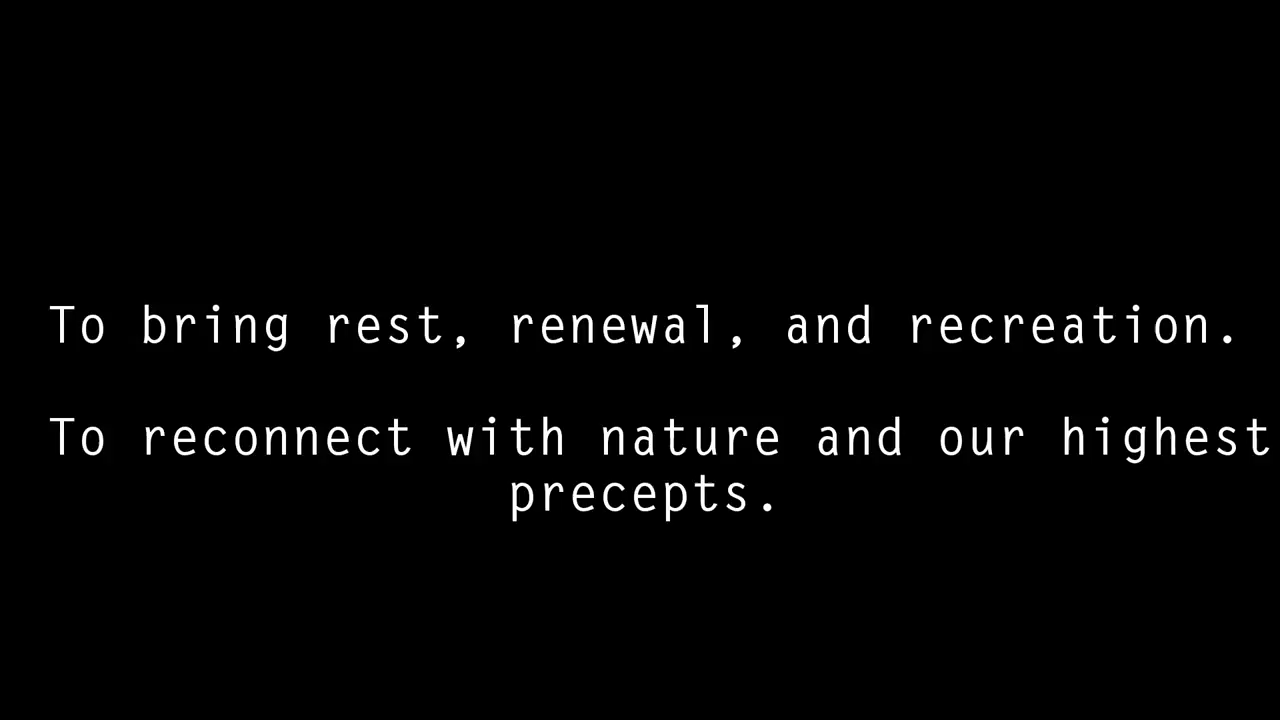 To bring rest, renewal, and recreation.
To reconnect with nature and our highest
precepts.